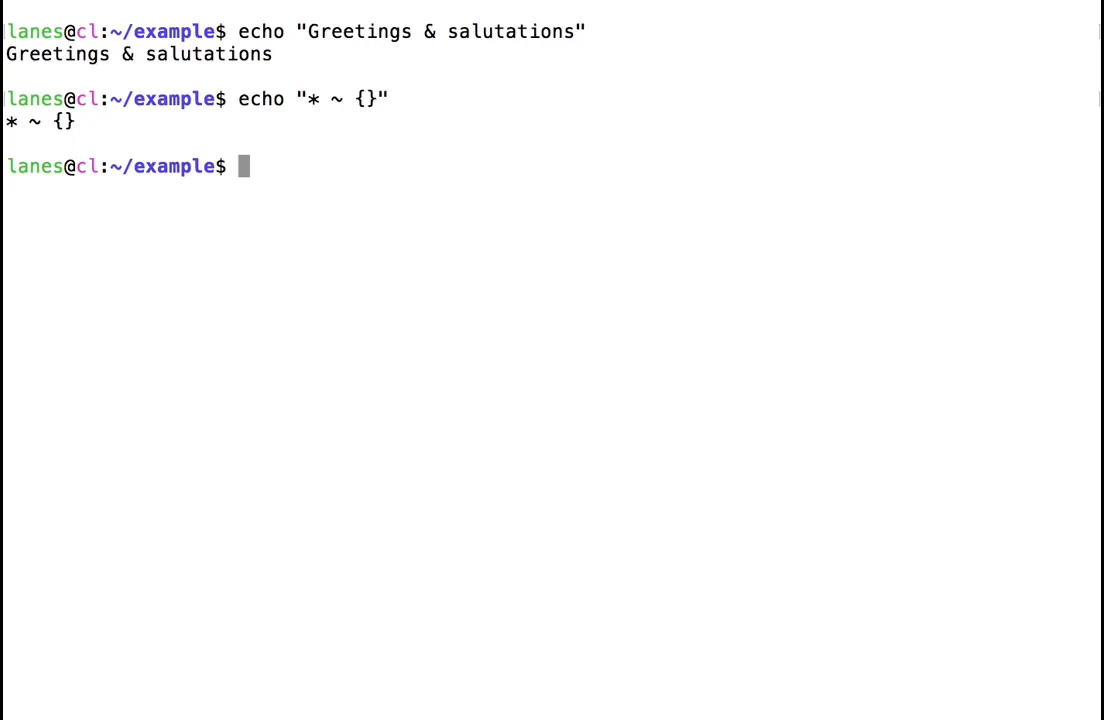 lanes@cl:~/example$ echo "Greetings & salutations"
Greetings & salutations
lanes@cl:~/example$ echo "* ~ {}"
* ~ {}
lanes@cl:~/example$